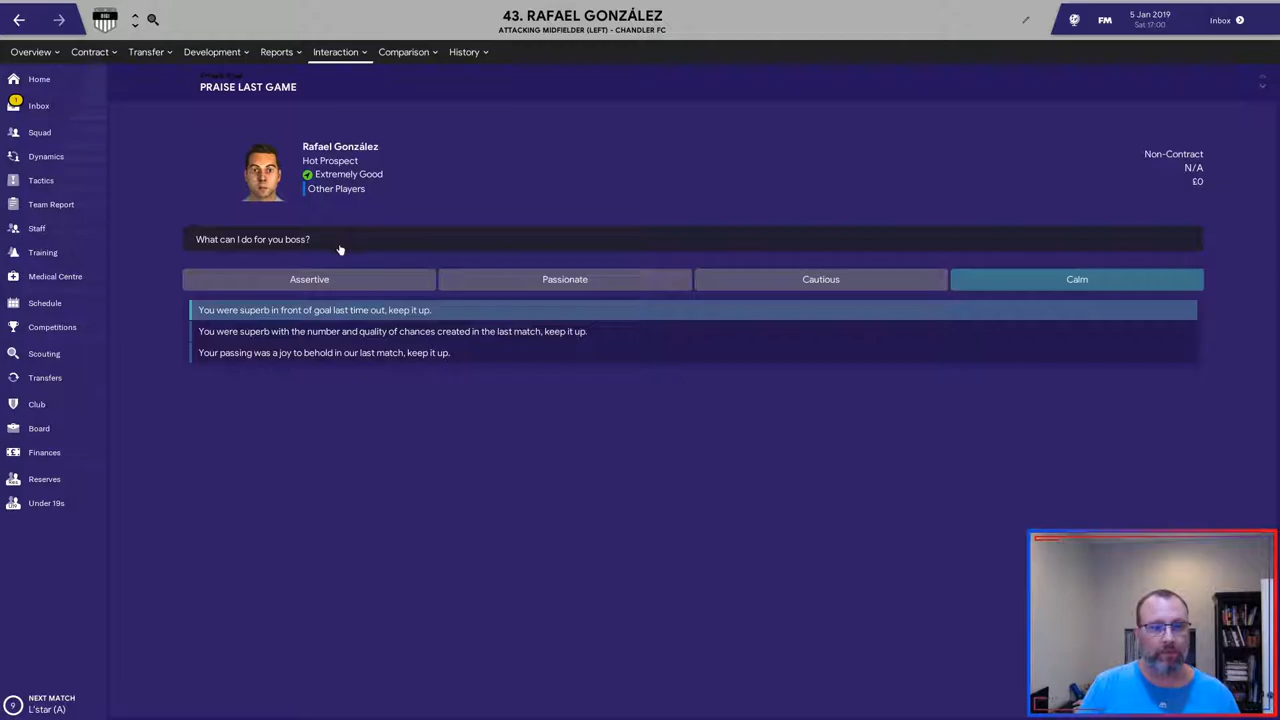 43. RAFAEL GONZÁLEZ
ATTACKING MIDFIELDER (LEFT) - CHANDLER FC
FM
5 Jan 2019
Sat 17:00
Inbox
Overview
Contract
Transfer
Development
Reports
Interaction
Comparison
History
PRAISE LAST GAME
Home
1
Inbox
Squad
Dynamics
Tactics
Team Report
Staff
Training
Medical Centre
Schedule
Competitions
Scouting
Transfers
Club
Board
Finances
Reserves
Under 19s
Rafael González
Hot Prospect
Extremely Good
Other Players
Non-Contract
N/A
£0
What can I do for you boss?
Assertive
Passionate
Cautious
Calm
You were superb in front of goal last time out, keep it up.
You were superb with the number and quality of chances created in the last match, keep it up.
Your passing was a joy to behold in our last match, keep it up.
9
NEXT MATCH
L'star (A)